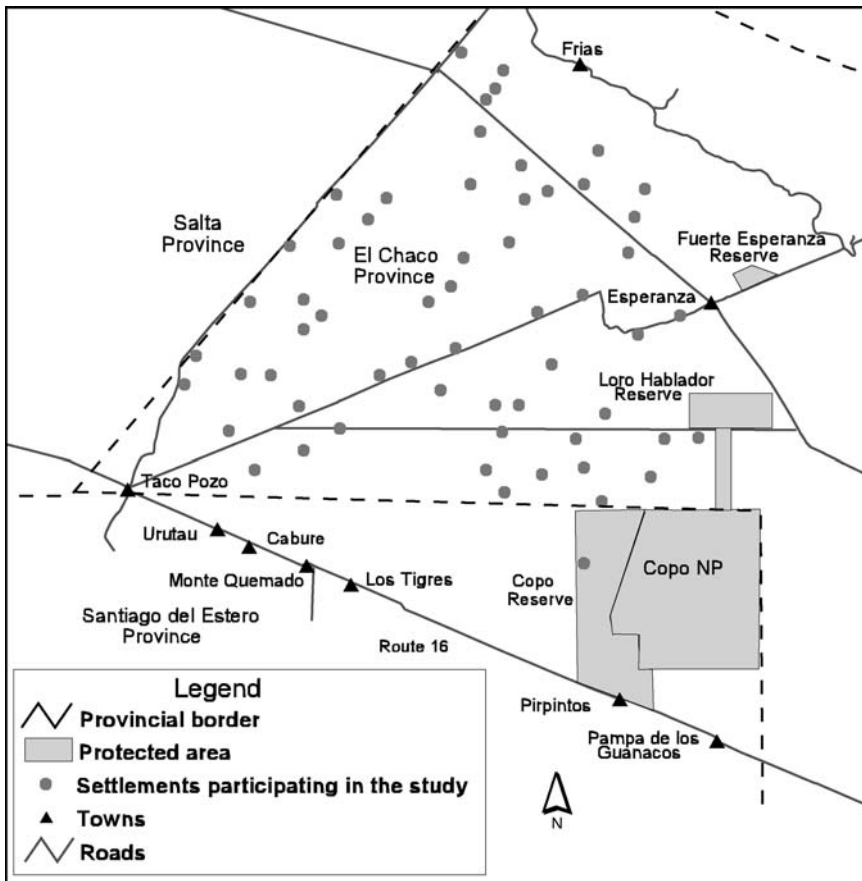 Frias
Salta
Province
El Chaco
Province
Fuerte Esperanza
Reserve
Esperanza
Loro Hablador
Reserve
Taco Pozo
Urutau
Cabure
Monte Quemado
Los Tigres
Copo
Reserve
Copo NP
Santiago del Estero
Province
Route 16
Pirpintos
Pampa de los
Guanacos
N
Legend
Provincial border
Protected area
Settlements participating in the study
Towns
Roads